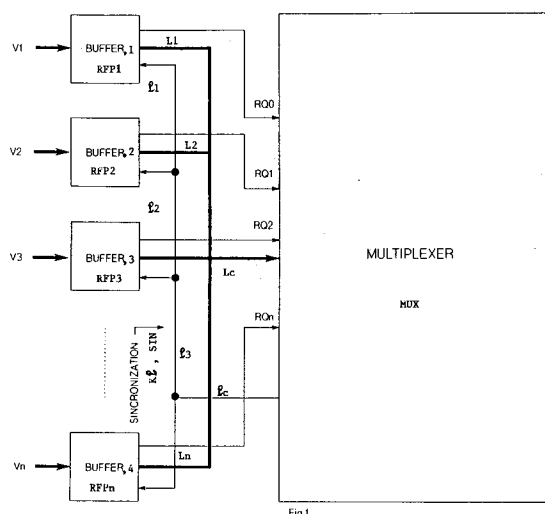 V1
BUFFER,1
RFP1
L1
ℓ1
RQ0
V2
BUFFER,2
RFP2
L2
ℓ2
RQ1
V3
BUFFER,3
RFP3
RQ2
Lc
MULTIPLEXER
MUX
SINCRONIZATION
Kℓ , SIN
ℓ3
RQn
ℓc
Vn
BUFFER,4
RFPn
Ln
Fig.1